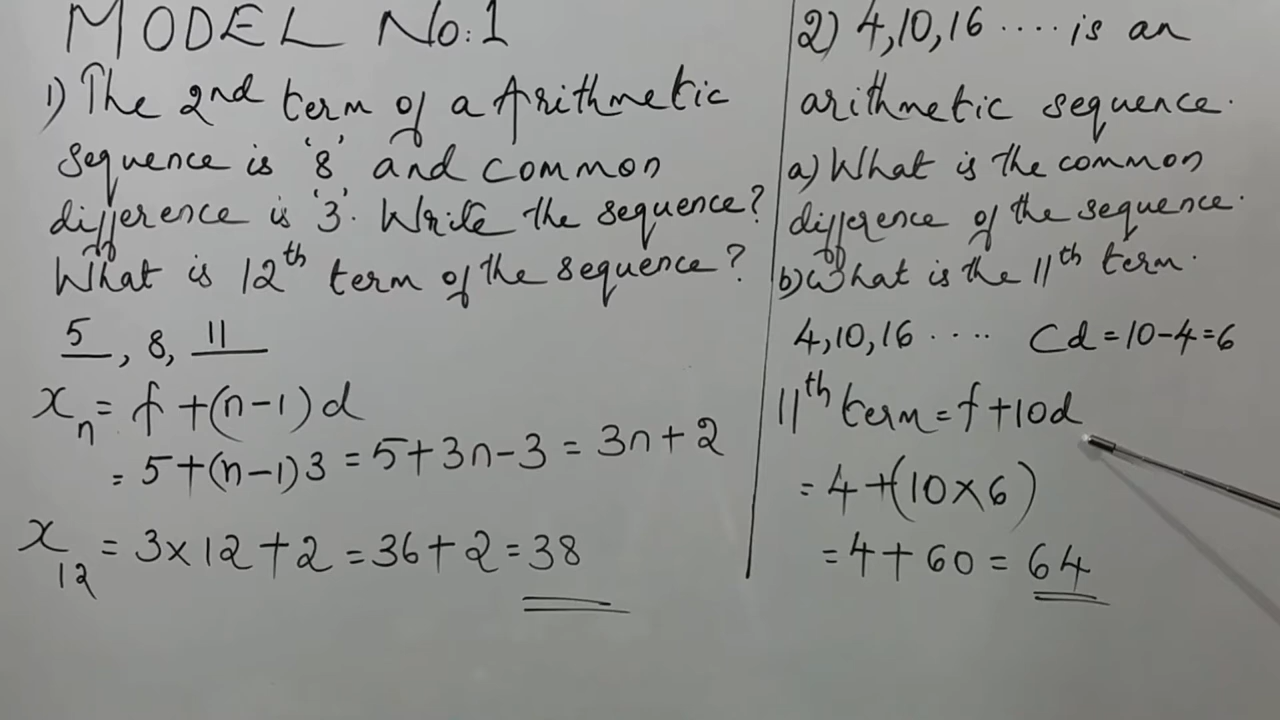 MODEL No:1
1) The 2nd term of a Arithmetic
sequence is '8' and common
difference is '3'. Write the sequence?
What is 12th term of the sequence?
5, 8, 11
xn = f+(n-1)d
= 5+(n-1)3 = 5+3n-3 = 3n+2
x12 = 3×12+2 = 36+2 = 38
2) 4,10,16 .... is an
arithmetic sequence.
a) What is the common
difference of the sequence.
b) What is the 11th term.
4,10,16 .... Cd = 10-4=6
11th term = f+10d
= 4+(10×6)
= 4+60 = 64